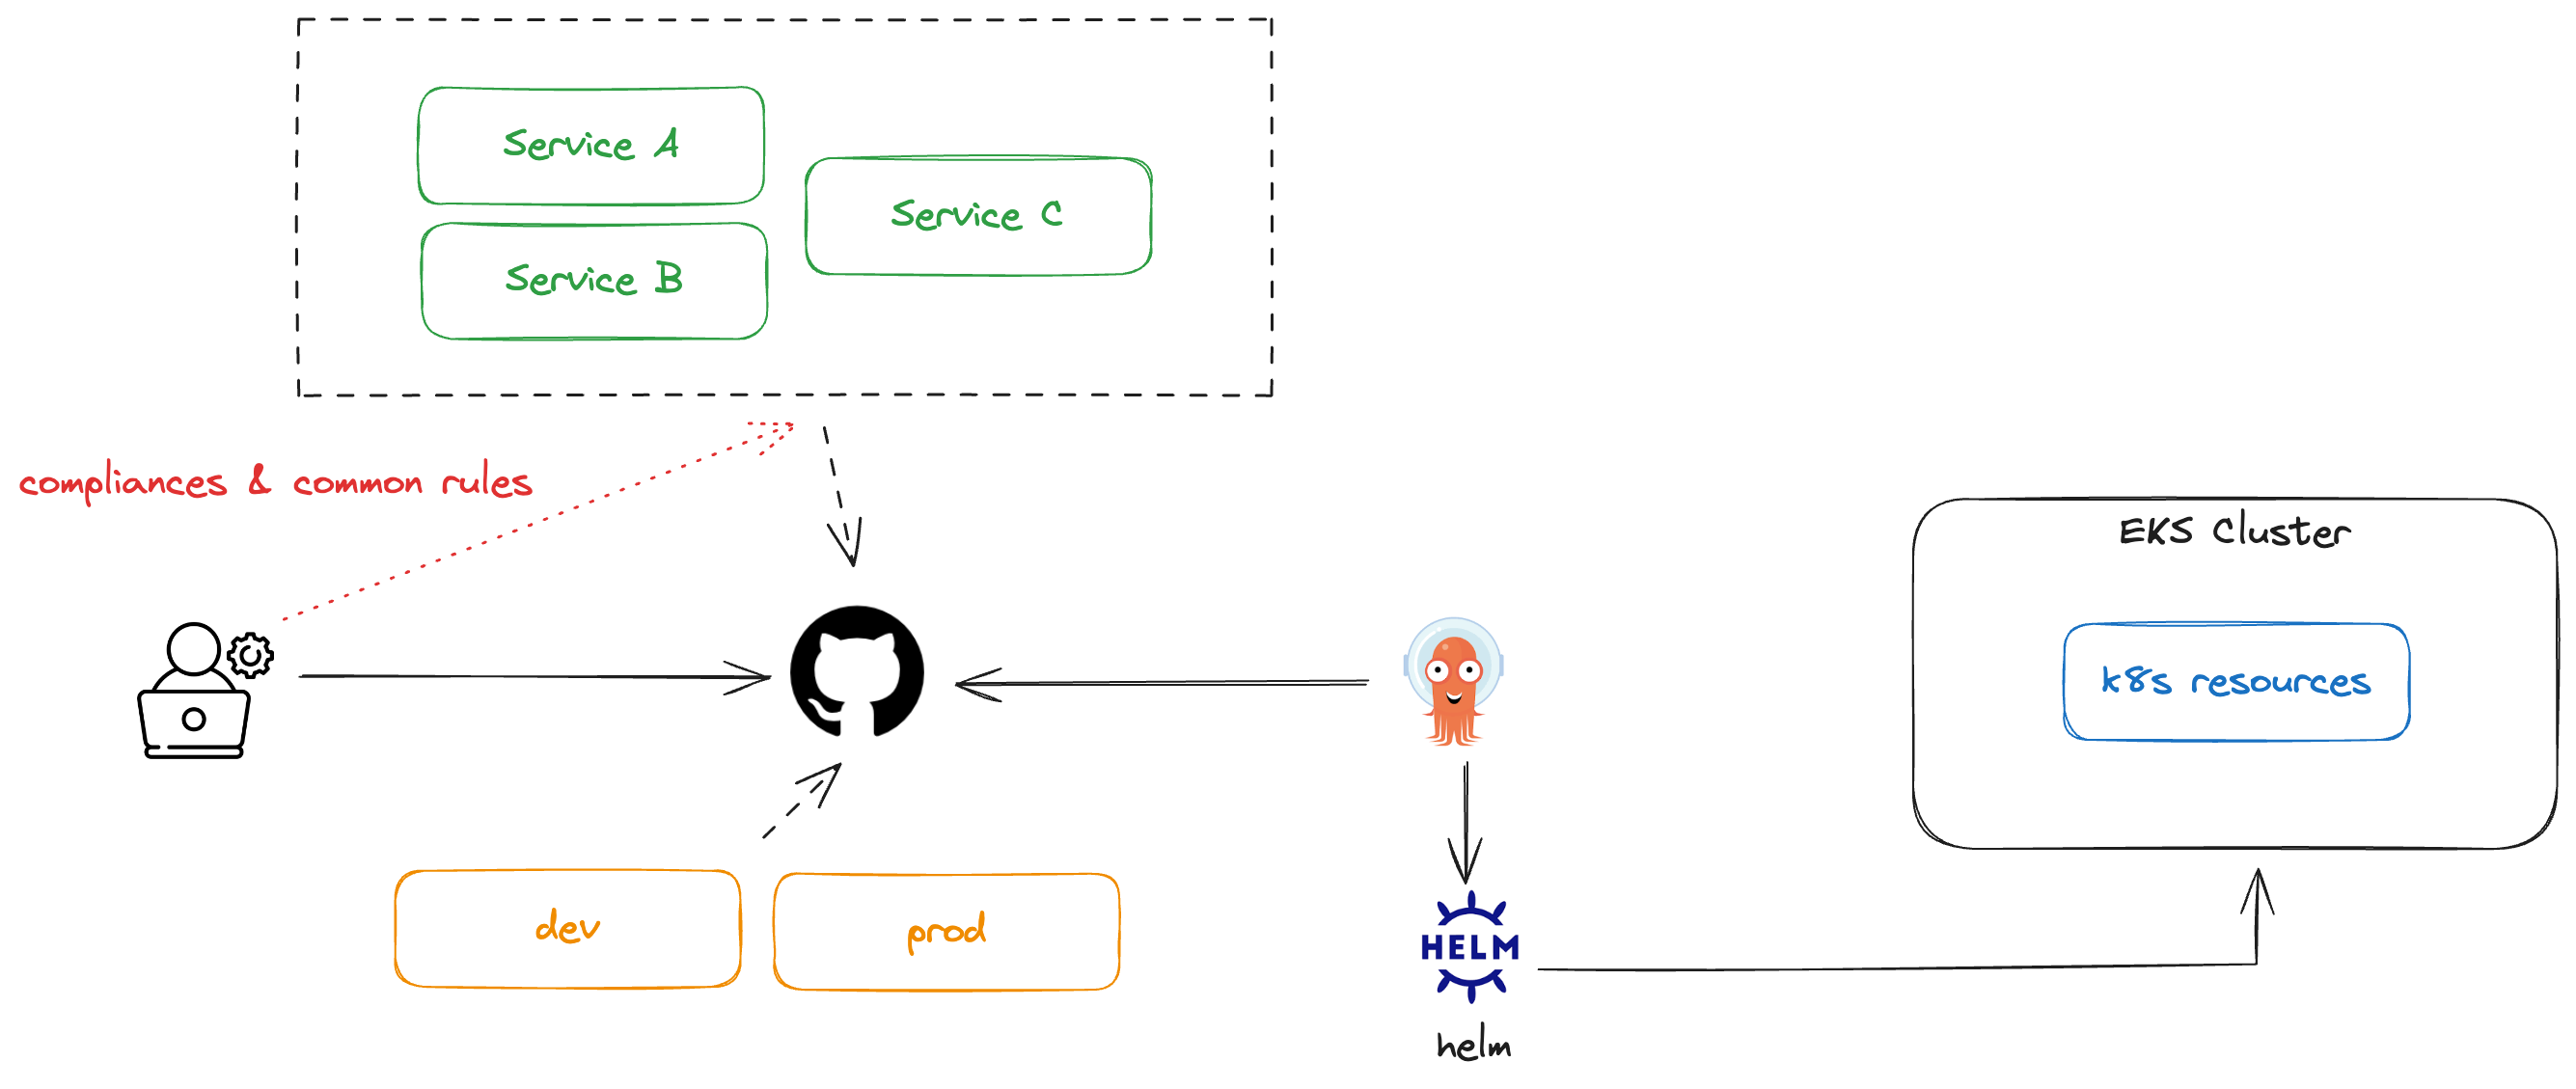 Service A
Service C
Service B
compliances & common rules
EKS Cluster
k8s resources
dev
prod
HELM
helm